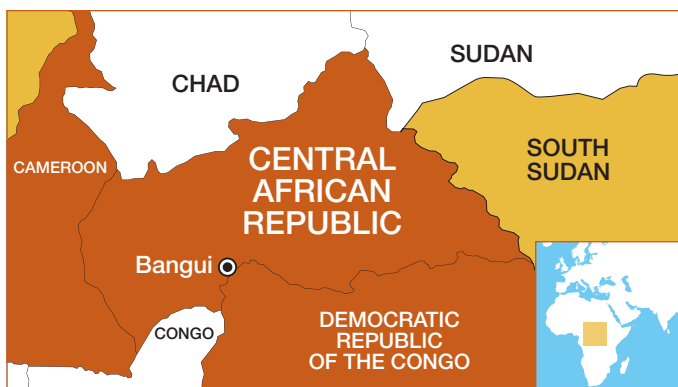 SUDAN
CHAD
CENTRAL
AFRICAN
REPUBLIC
SOUTH
SUDAN
CAMEROON
Bangui
CONGO
DEMOCRATIC
REPUBLIC
OF THE CONGO